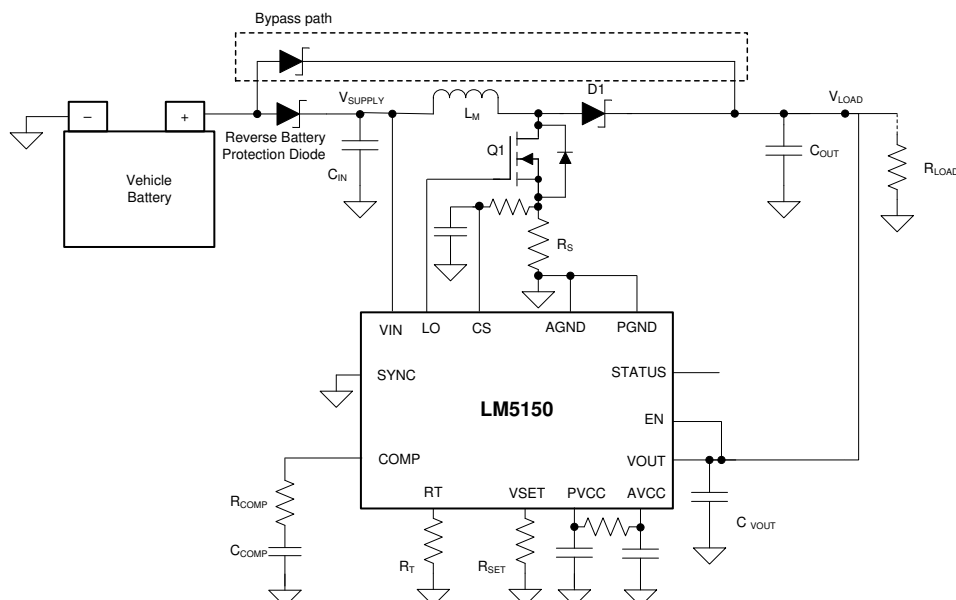 Bypass path
D1
V_SUPPLY
L_M
V_LOAD
–
+
Reverse Battery
Protection Diode
Q1
C_IN
C_OUT
R_LOAD
Vehicle
Battery
R_S
VIN
LO
CS
AGND
PGND
SYNC
STATUS
LM5150
EN
COMP
VOUT
RT
VSET
PVCC
AVCC
R_COMP
C_VOUT
C_COMP
R_T
R_SET